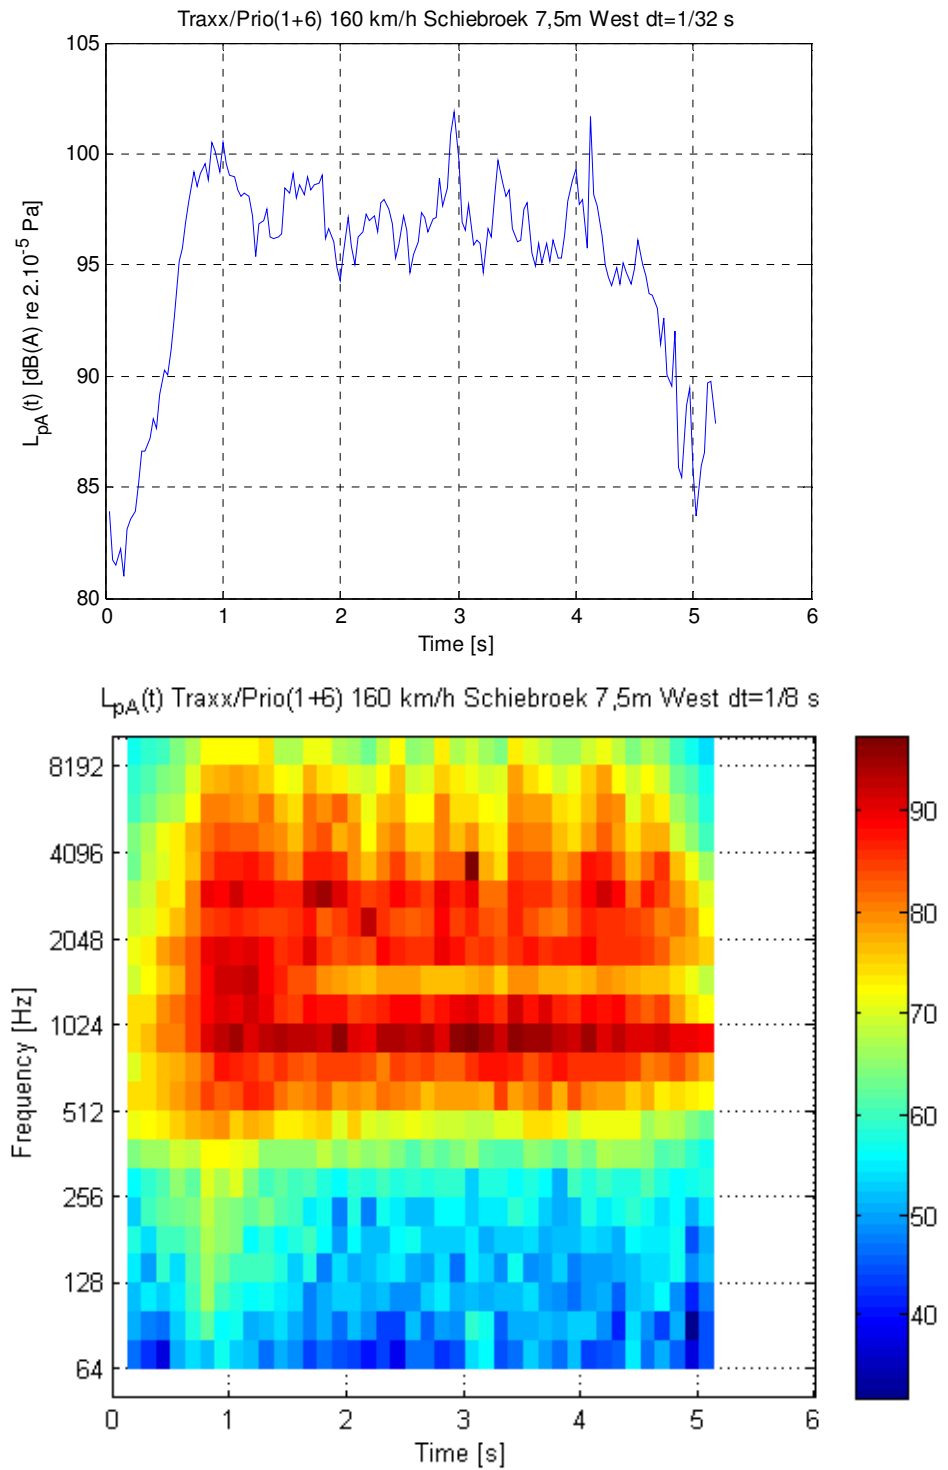 Traxx/Prio(1+6) 160 km/h Schiebroek 7,5m West dt=1/32 s
105
100
95
90
85
80
L_pA(t) [dB(A) re 2.10^-5 Pa]
0 1 2 3 4 5 6
Time [s]
L_pA(t) Traxx/Prio(1+6) 160 km/h Schiebroek 7,5m West dt=1/8 s
8192
4096
2048
1024
512
256
128
64
Frequency [Hz]
0 1 2 3 4 5 6
Time [s]
90
80
70
60
50
40